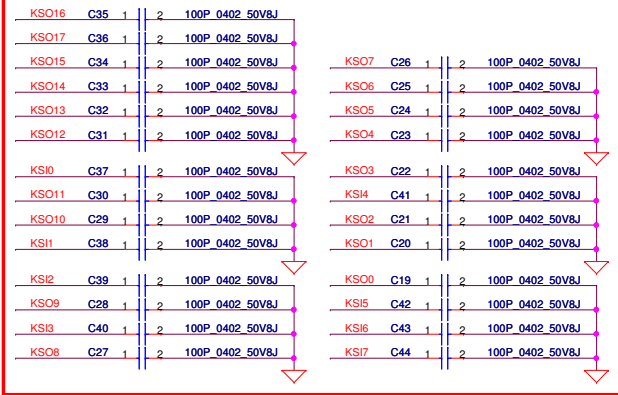 KSO16 C35 1 2 100P_0402_50V8J
KSO17 C36 1 2 100P_0402_50V8J
KSO15 C34 1 2 100P_0402_50V8J
KSO14 C33 1 2 100P_0402_50V8J
KSO13 C32 1 2 100P_0402_50V8J
KSO12 C31 1 2 100P_0402_50V8J
KSI0 C37 1 2 100P_0402_50V8J
KSO11 C30 1 2 100P_0402_50V8J
KSO10 C29 1 2 100P_0402_50V8J
KSI1 C38 1 2 100P_0402_50V8J
KSI2 C39 1 2 100P_0402_50V8J
KSO9 C28 1 2 100P_0402_50V8J
KSI3 C40 1 2 100P_0402_50V8J
KSO8 C27 1 2 100P_0402_50V8J
KSO7 C26 1 2 100P_0402_50V8J
KSO6 C25 1 2 100P_0402_50V8J
KSO5 C24 1 2 100P_0402_50V8J
KSO4 C23 1 2 100P_0402_50V8J
KSO3 C22 1 2 100P_0402_50V8J
KSI4 C41 1 2 100P_0402_50V8J
KSO2 C21 1 2 100P_0402_50V8J
KSO1 C20 1 2 100P_0402_50V8J
KSO0 C19 1 2 100P_0402_50V8J
KSI5 C42 1 2 100P_0402_50V8J
KSI6 C43 1 2 100P_0402_50V8J
KSI7 C44 1 2 100P_0402_50V8J